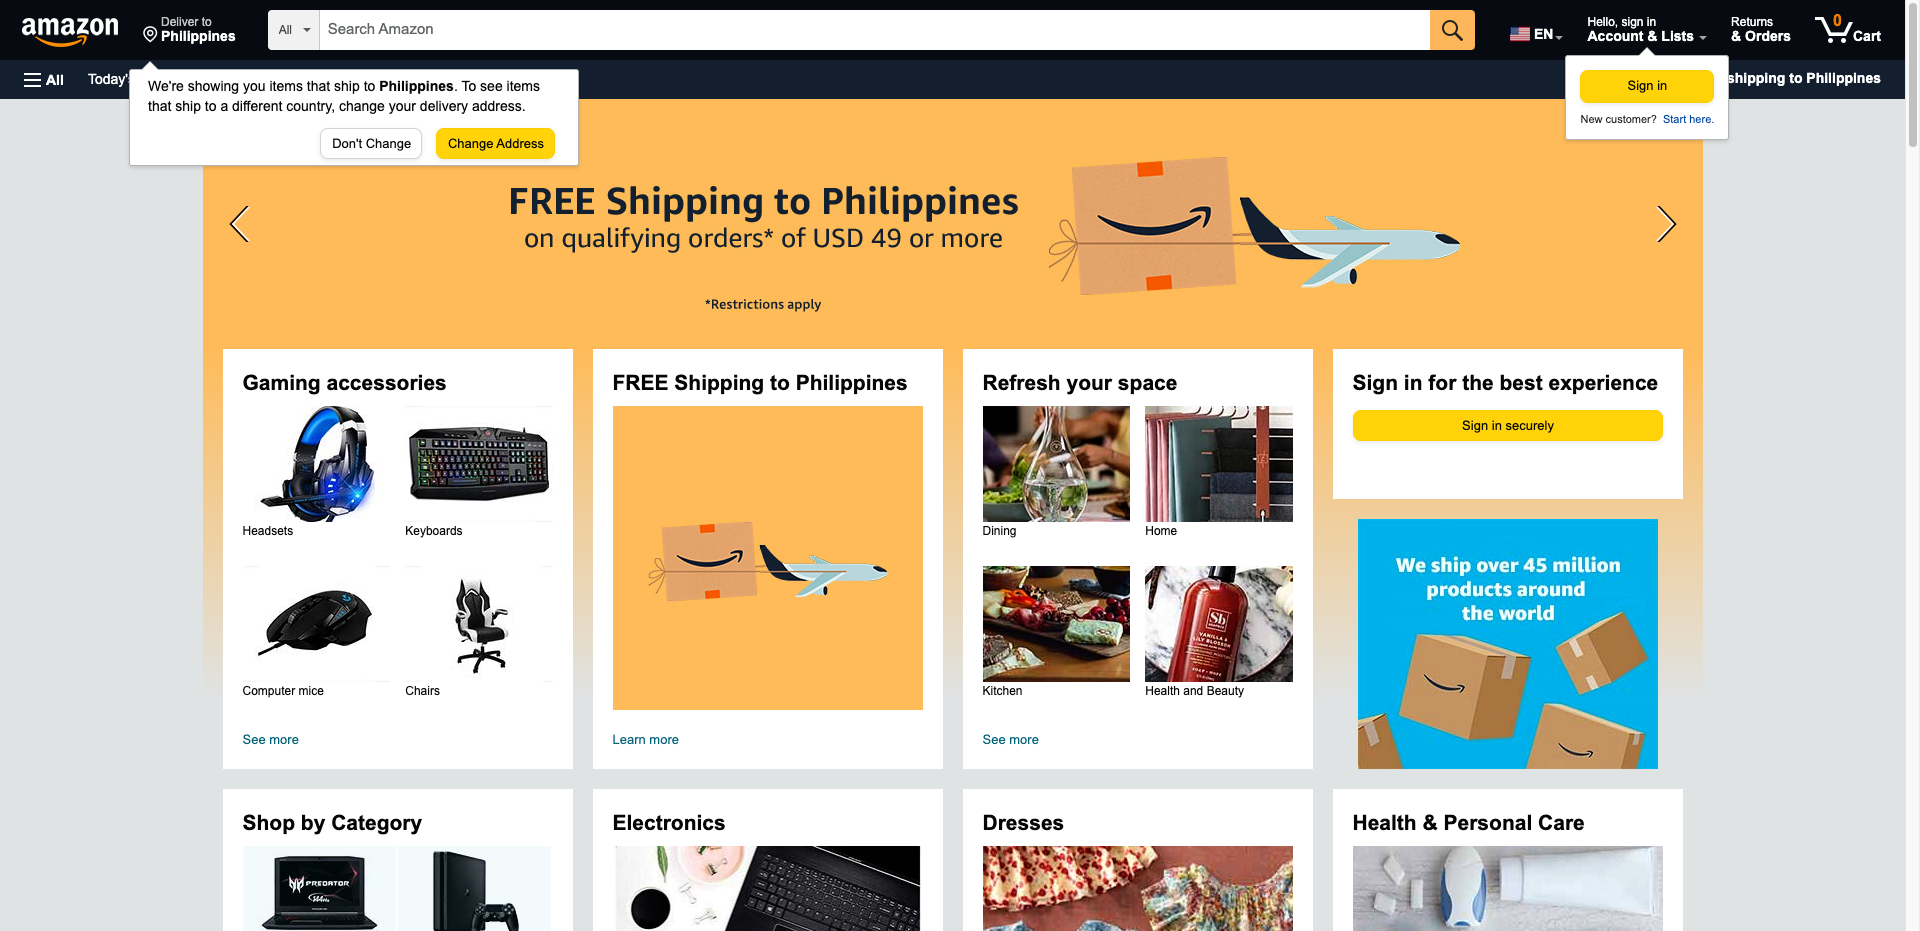 amazon
Deliver to
Philippines
All
Search Amazon
EN
Hello, sign in
Account & Lists
Returns
& Orders
0
Cart
All
Today'
shipping to Philippines
We're showing you items that ship to Philippines. To see items
that ship to a different country, change your delivery address.
Don't Change
Change Address
Sign in
New customer? Start here.
FREE Shipping to Philippines
on qualifying orders* of USD 49 or more
*Restrictions apply
Gaming accessories
Headsets
Keyboards
Computer mice
Chairs
See more
FREE Shipping to Philippines
Learn more
Refresh your space
Dining
Home
Kitchen
Sb
VANILLA &
LILY BLOSSOM
Health and Beauty
See more
Sign in for the best experience
Sign in securely
We ship over 45 million
products around
the world
Shop by Category
PREDATOR
Electronics
Dresses
Health & Personal Care